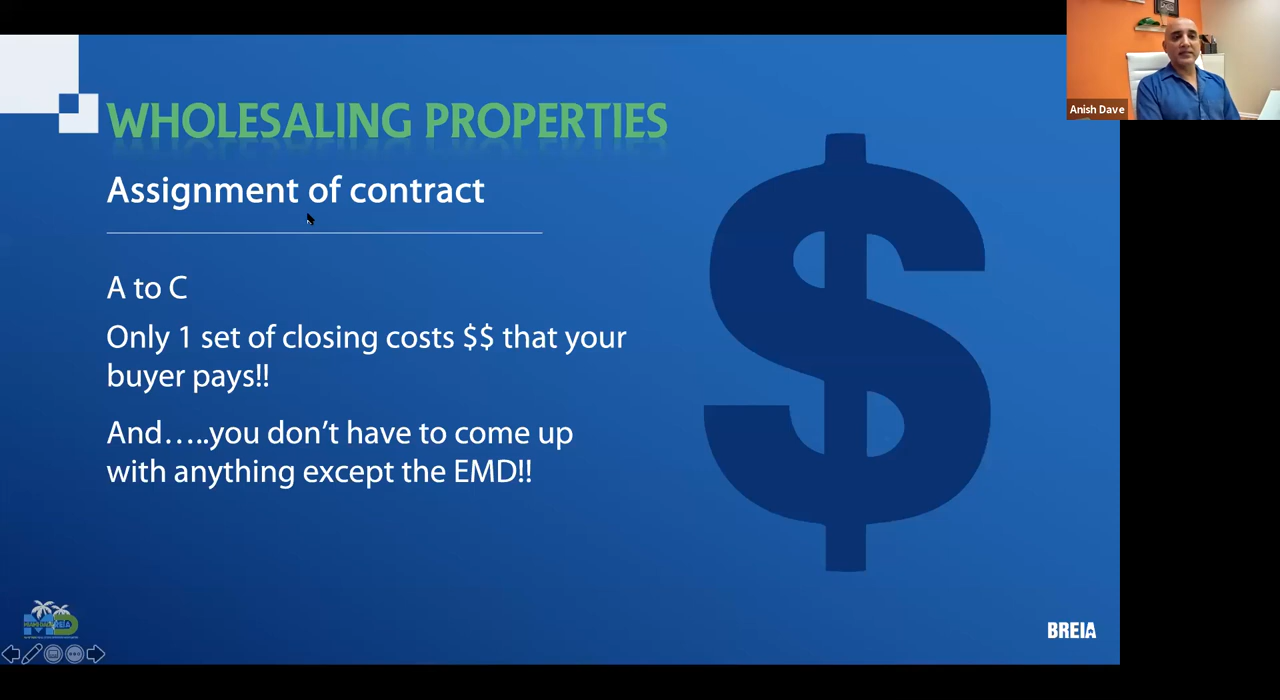 WHOLESALING PROPERTIES
Assignment of contract
A to C
Only 1 set of closing costs $$ that your
buyer pays!!
And…..you don’t have to come up
with anything except the EMD!!
Anish Dave
BREIA